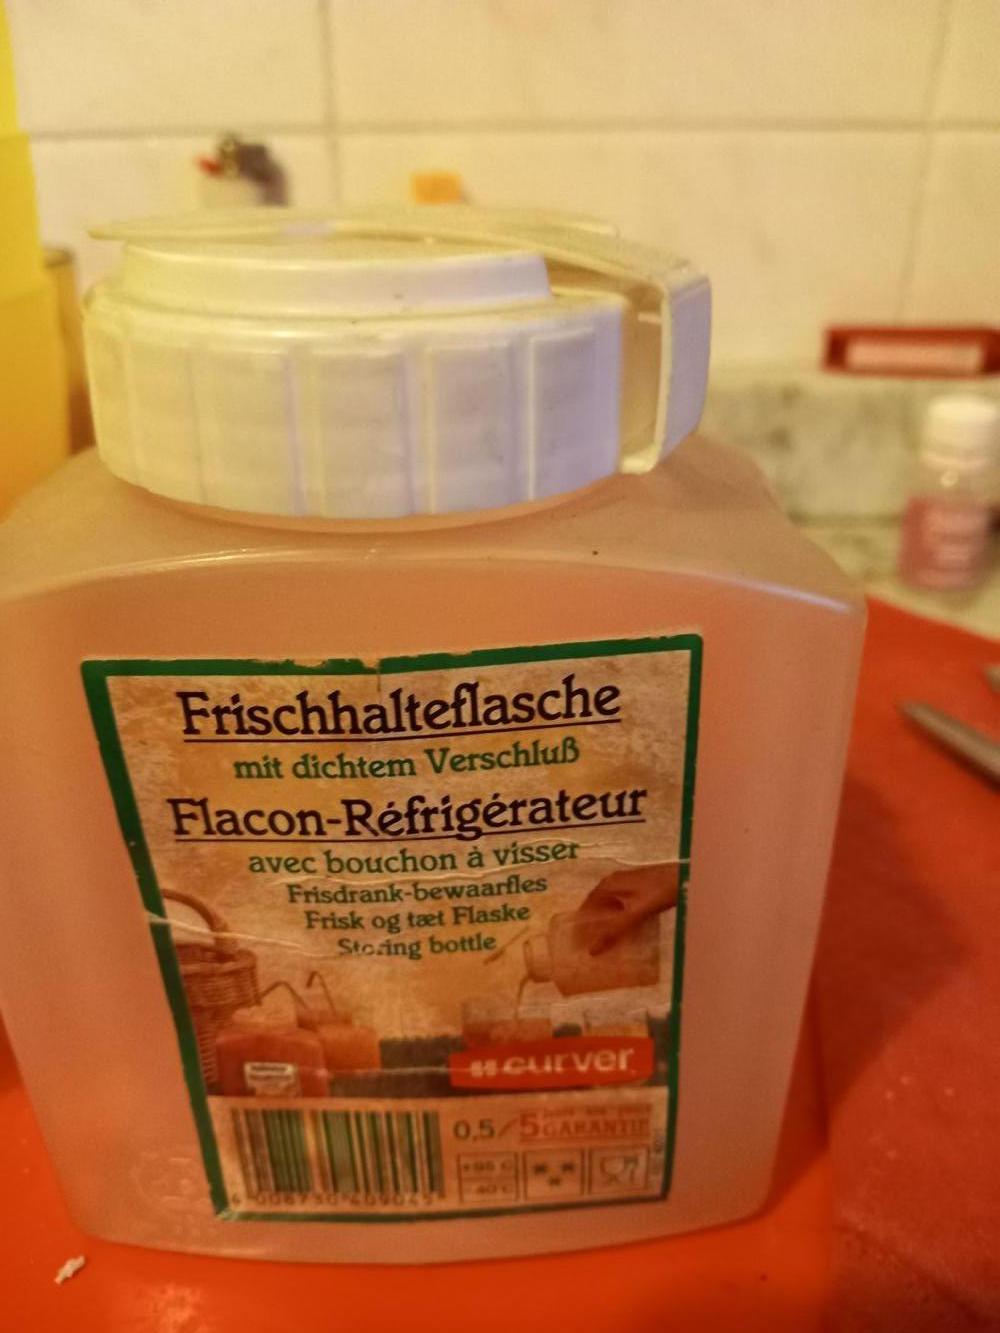 Frischhalteflasche
mit dichtem Verschluß
Flacon-Réfrigérateur
avec bouchon à visser
Frisdrank-bewaarfles
Frisk og tæt Flaske
Storing bottle
curver
0,5
5 GARANTIE